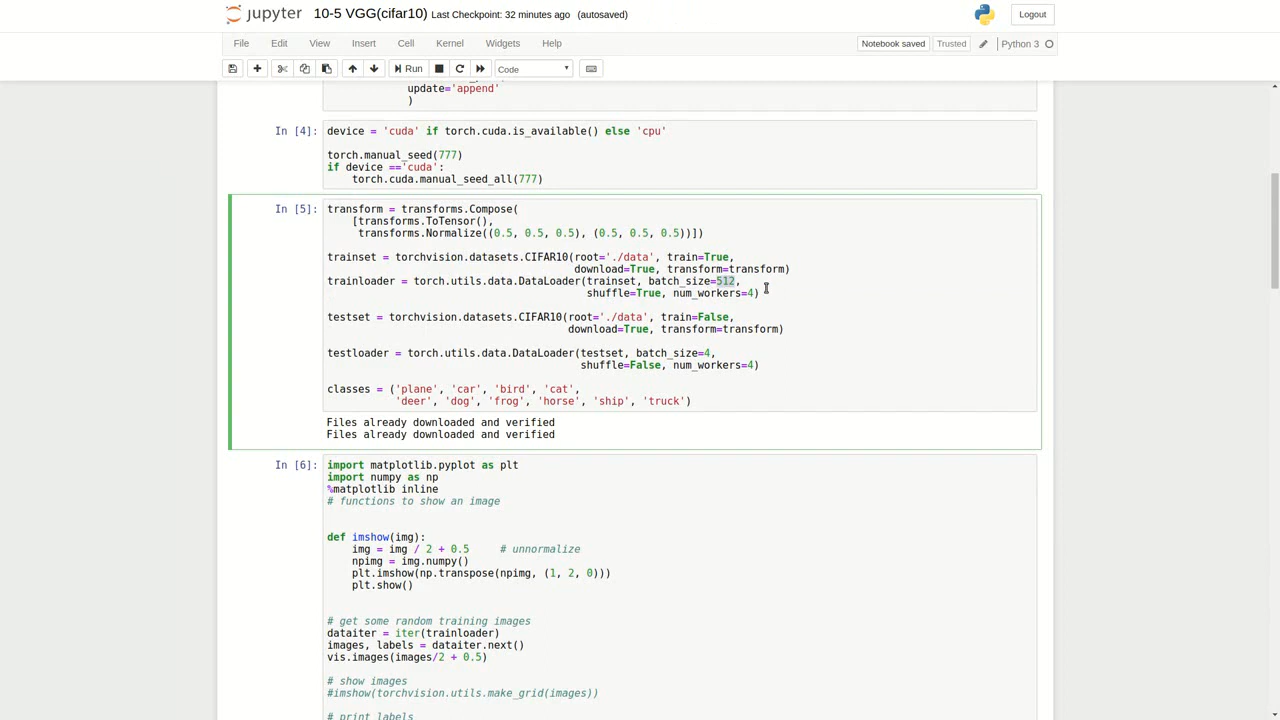 jupyter 10-5 VGG(cifar10) Last Checkpoint: 32 minutes ago (autosaved) Logout
File Edit View Insert Cell Kernel Widgets Help Notebook saved Trusted Python 3
Run Code
update='append'
)
In [4]: device = 'cuda' if torch.cuda.is_available() else 'cpu'
torch.manual_seed(777)
if device =='cuda':
torch.cuda.manual_seed_all(777)
In [5]: transform = transforms.Compose(
[transforms.ToTensor(),
transforms.Normalize((0.5, 0.5, 0.5), (0.5, 0.5, 0.5))])
trainset = torchvision.datasets.CIFAR10(root='./data', train=True,
download=True, transform=transform)
trainloader = torch.utils.data.DataLoader(trainset, batch_size=512,
shuffle=True, num_workers=4)
testset = torchvision.datasets.CIFAR10(root='./data', train=False,
download=True, transform=transform)
testloader = torch.utils.data.DataLoader(testset, batch_size=4,
shuffle=False, num_workers=4)
classes = ('plane', 'car', 'bird', 'cat',
'deer', 'dog', 'frog', 'horse', 'ship', 'truck')
Files already downloaded and verified
Files already downloaded and verified
In [6]: import matplotlib.pyplot as plt
import numpy as np
%matplotlib inline
# functions to show an image
def imshow(img):
img = img / 2 + 0.5 # unnormalize
npimg = img.numpy()
plt.imshow(np.transpose(npimg, (1, 2, 0)))
plt.show()
# get some random training images
dataiter = iter(trainloader)
images, labels = dataiter.next()
vis.images(images/2 + 0.5)
# show images
#imshow(torchvision.utils.make_grid(images))
# print labels